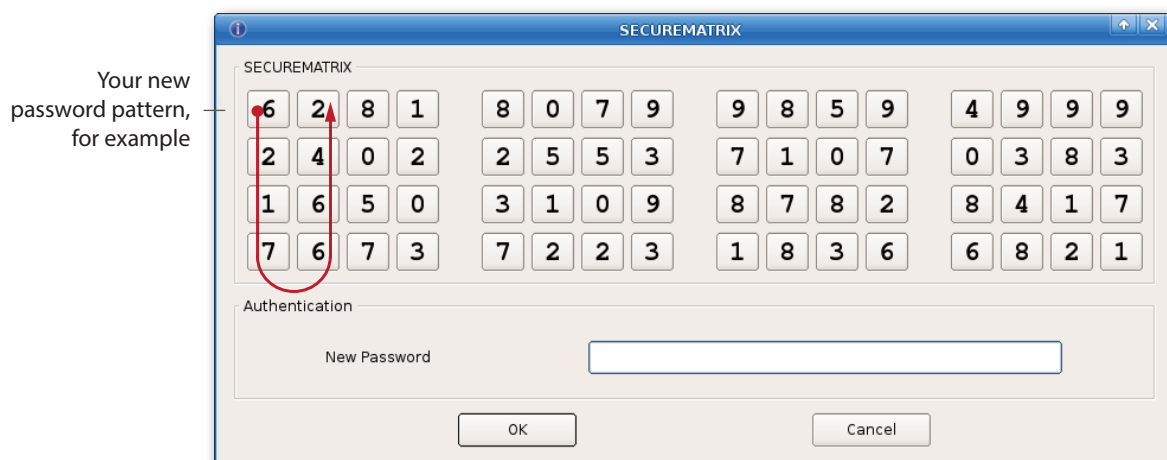 SECUREMATRIX
SECUREMATRIX
Your new
password pattern,
for example
6 2 8 1 8 0 7 9 9 8 5 9 4 9 9 9
2 4 0 2 2 5 5 3 7 1 0 7 0 3 8 3
1 6 5 0 3 1 0 9 8 7 8 2 8 4 1 7
7 6 7 3 7 2 2 3 1 8 3 6 6 8 2 1
Authentication
New Password
OK Cancel